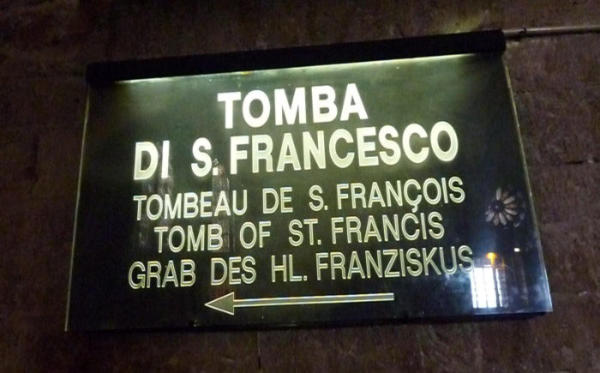 TOMBA
DI S. FRANCESCO
TOMBEAU DE S. FRANÇOIS
TOMB OF ST. FRANCIS
GRAB DES HL. FRANZISKUS